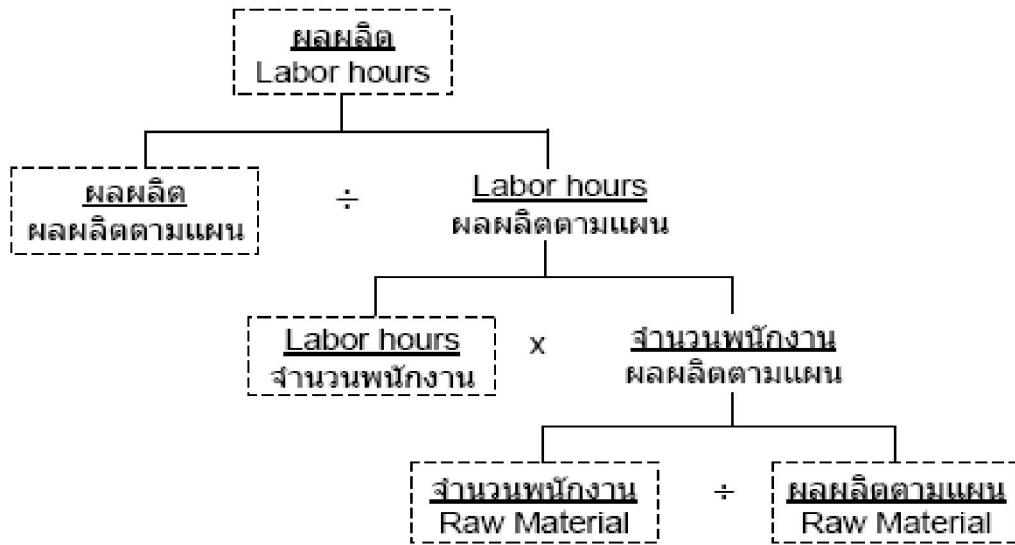 ผลผลิต
Labor hours
ผลผลิต
ผลผลิตตามแผน
÷
Labor hours
ผลผลิตตามแผน
Labor hours
จำนวนพนักงาน
x
จำนวนพนักงาน
ผลผลิตตามแผน
จำนวนพนักงาน
Raw Material
÷
ผลผลิตตามแผน
Raw Material